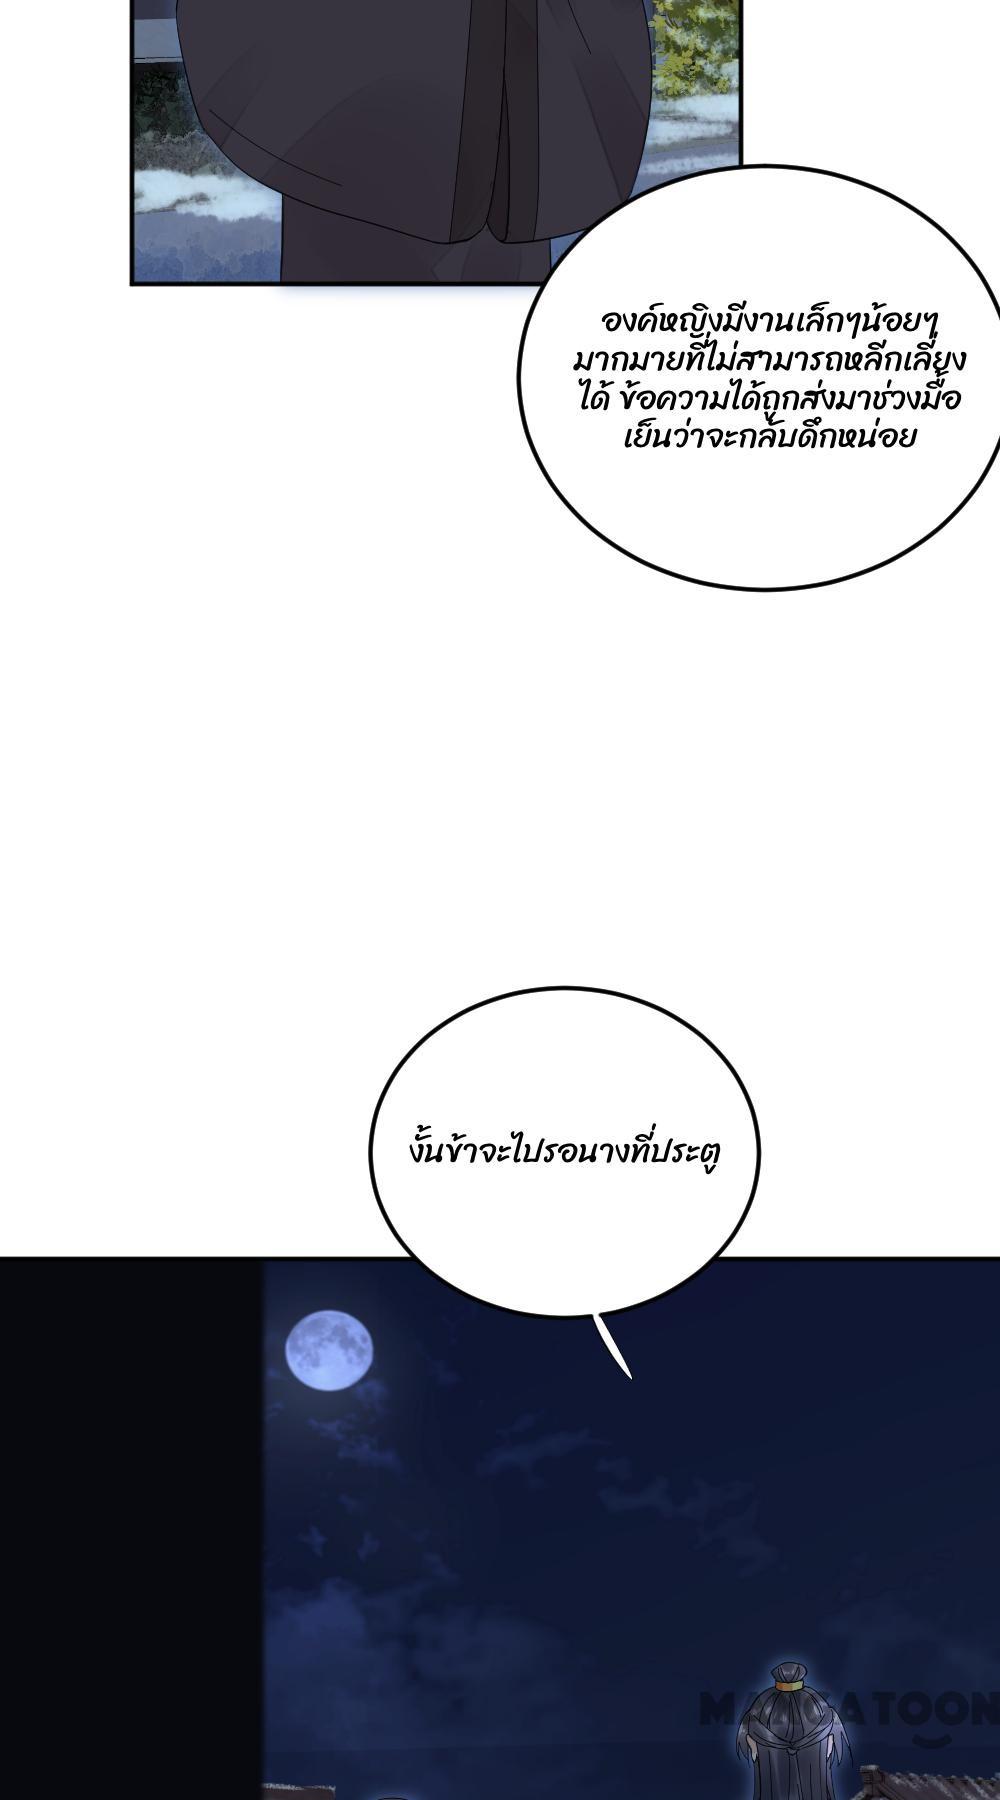 องค์หญิงมีงานเล็กๆน้อยๆ
มากมายที่ไม่สามารถหลีกเลี่ยง
ได้ ข้อความได้ถูกส่งมาช่วงมื้อ
เย็นว่าจะกลับดึกหน่อย
งั้นข้าจะไปรอนางที่ประตู
MANGATOON